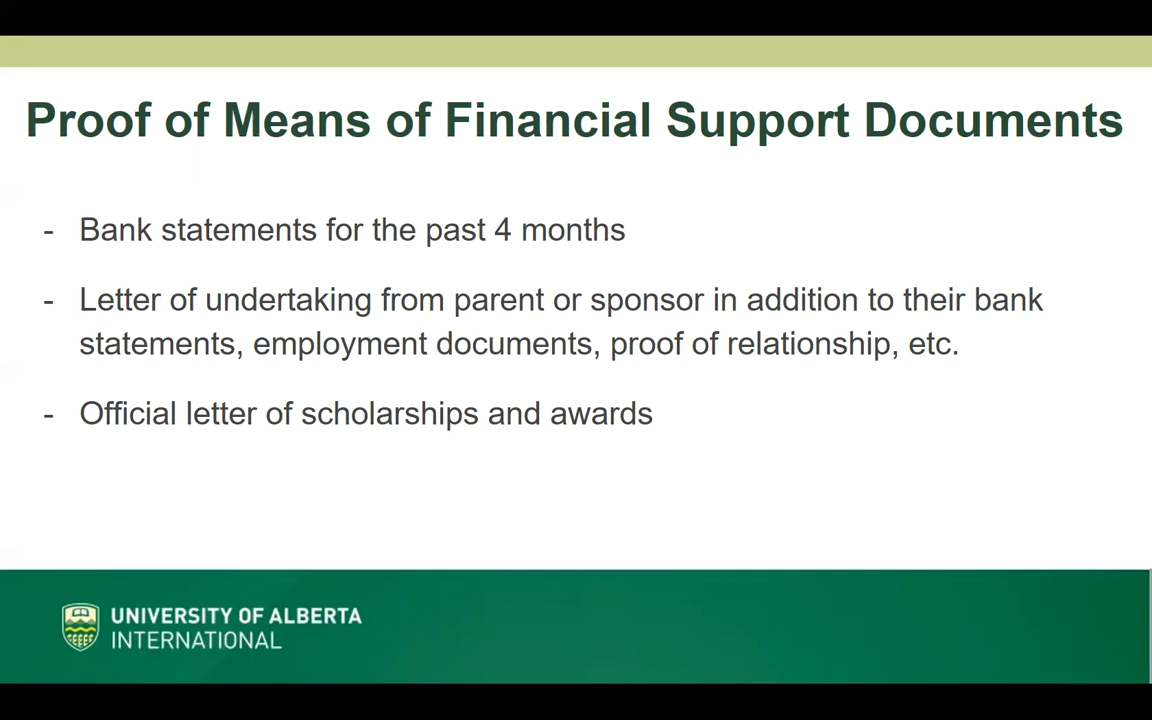 Proof of Means of Financial Support Documents
- Bank statements for the past 4 months
- Letter of undertaking from parent or sponsor in addition to their bank
statements, employment documents, proof of relationship, etc.
- Official letter of scholarships and awards
UNIVERSITY OF ALBERTA
INTERNATIONAL